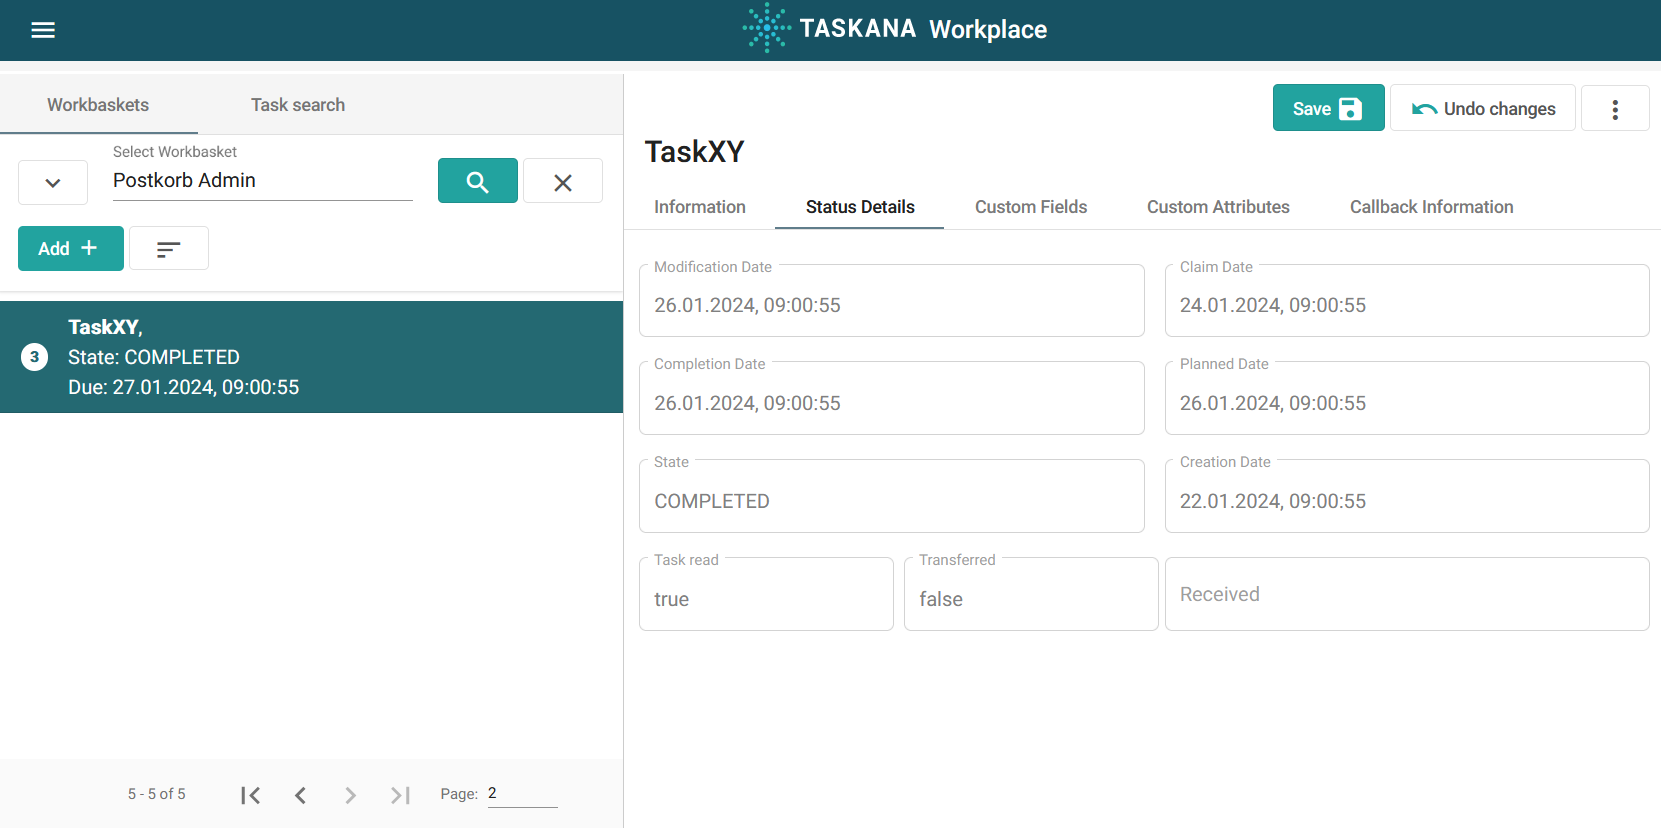 TASKANA Workplace
Workbaskets
Task search
Select Workbasket
Postkorb Admin
Add
3
TaskXY,
State: COMPLETED
Due: 27.01.2024, 09:00:55
5 - 5 of 5
Page: 2
Save
Undo changes
TaskXY
Information
Status Details
Custom Fields
Custom Attributes
Callback Information
Modification Date
26.01.2024, 09:00:55
Claim Date
24.01.2024, 09:00:55
Completion Date
26.01.2024, 09:00:55
Planned Date
26.01.2024, 09:00:55
State
COMPLETED
Creation Date
22.01.2024, 09:00:55
Task read
true
Transferred
false
Received